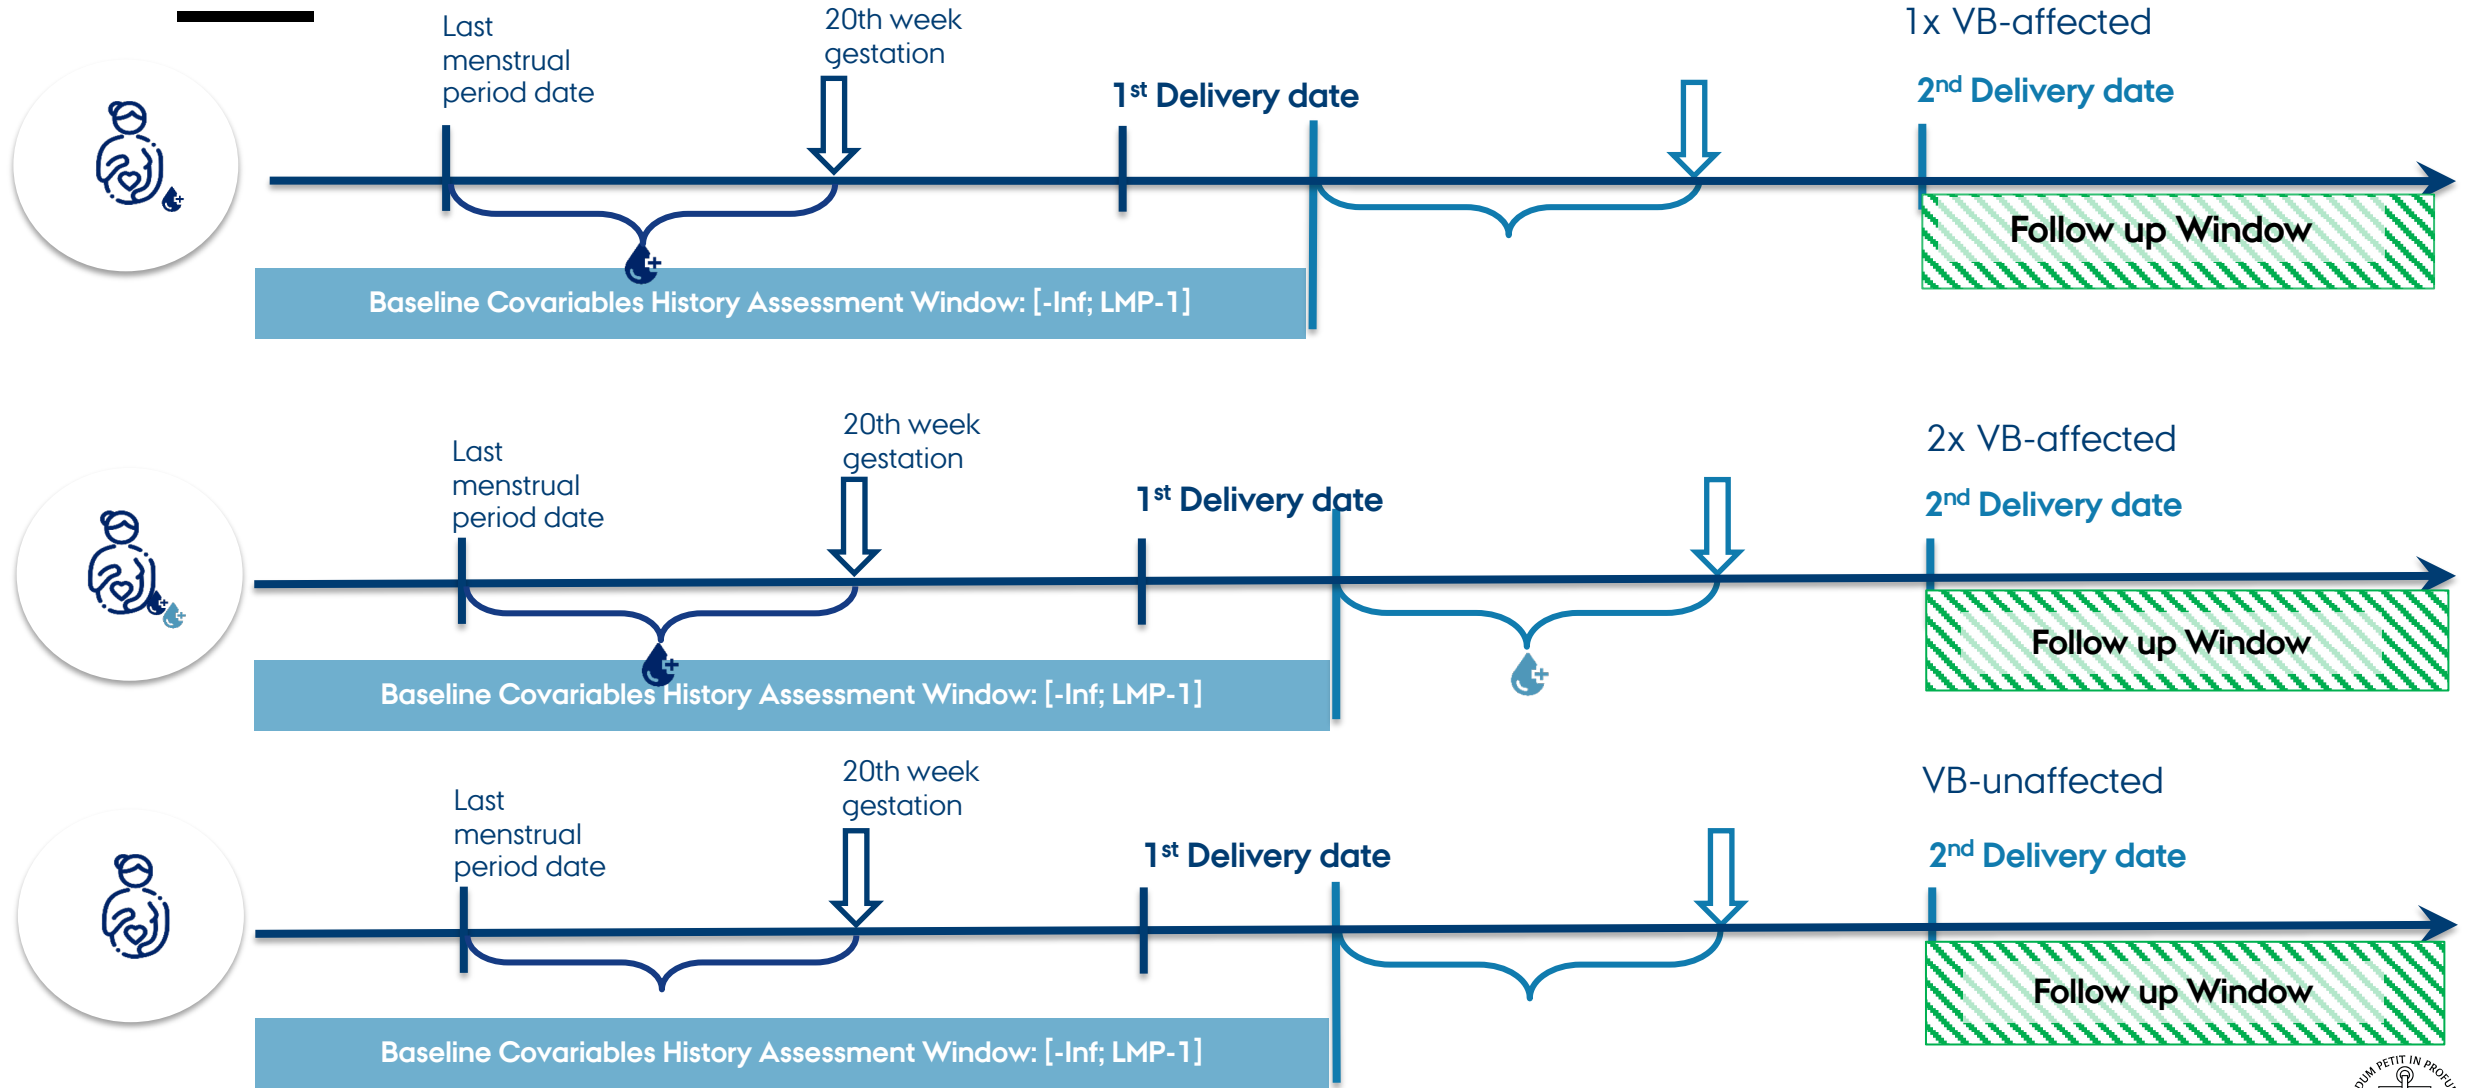 Last
menstrual
period date
20th week
gestation
1st Delivery date
1x VB-affected
2nd Delivery date
Follow up Window
Baseline Covariables History Assessment Window: [-Inf; LMP-1]
Last
menstrual
period date
20th week
gestation
1st Delivery date
2x VB-affected
2nd Delivery date
Follow up Window
Baseline Covariables History Assessment Window: [-Inf; LMP-1]
Last
menstrual
period date
20th week
gestation
1st Delivery date
VB-unaffected
2nd Delivery date
Follow up Window
Baseline Covariables History Assessment Window: [-Inf; LMP-1]
PETIT IN